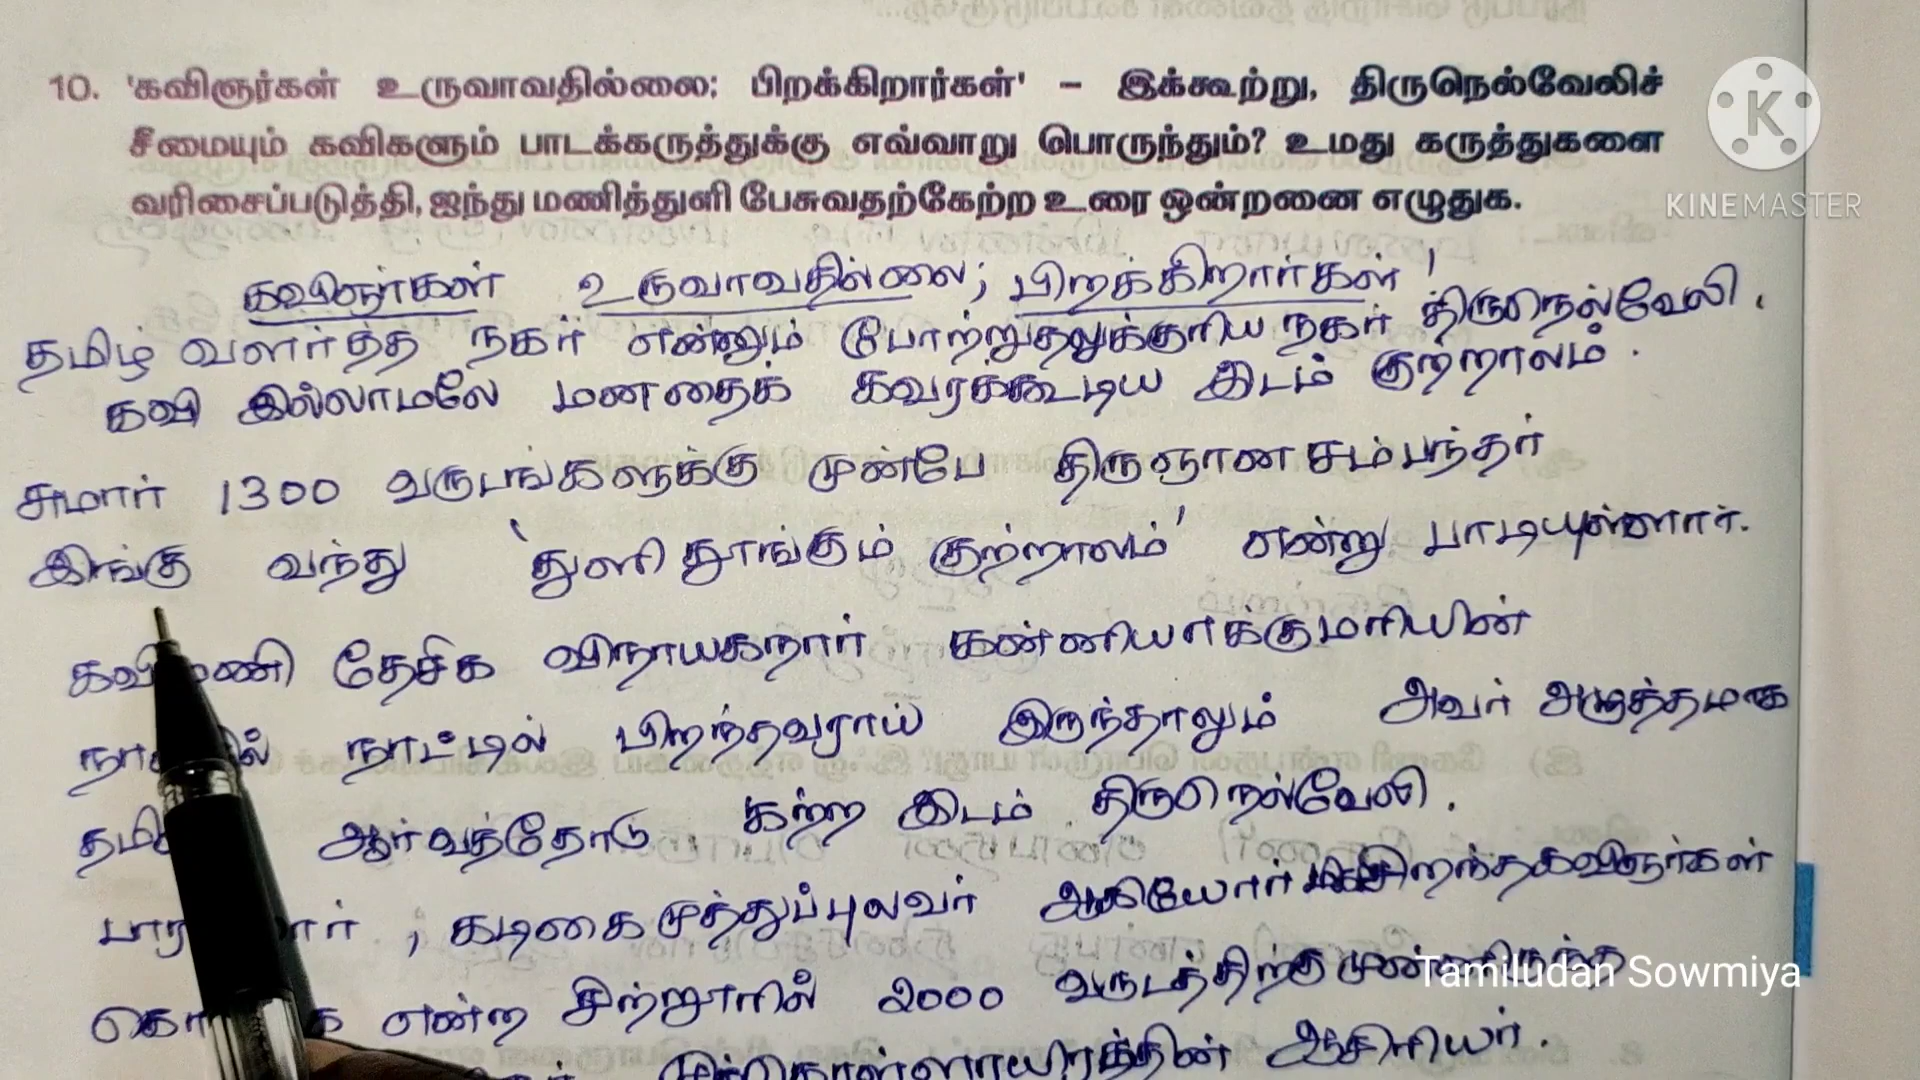 10. 'கவிஞர்கள் உருவாவதில்லை; பிறக்கிறார்கள்' – இக்கூற்று, திருநெல்வேலிச்
சீமையும் கவிகளும் பாடக்கருத்துக்கு எவ்வாறு பொருந்தும்? உமது கருத்துகளை
வரிசைப்படுத்தி, ஐந்து மணித்துளி பேசுவதற்கேற்ற உரை ஒன்றனை எழுதுக.
K
KINEMASTER
கவிஞர்கள் உருவாவதில்லை; பிறக்கிறார்கள்'
தமிழ் வளர்த்த நகர் என்னும் போற்றுதலுக்குரிய நகர் திருநெல்வேலி.
கவி இல்லாமலே மனதைக் கவரக்கூடிய இடம் குற்றாலம்.
சுமார் 1300 வருடங்களுக்கு முன்பே திருஞானசம்பந்தர்
இங்கு வந்து 'துளி தூங்கும் குற்றாலம்' என்று பாடியுள்ளார்.
தேசிக விநாயகனார் கன்னியாக்குமரியின்
நாட்டில் பிறந்தவராய் இருந்தாலும் அவர் அழுத்தமாக
ஆர்வத்தோடு கற்ற இடம் திருநெல்வேலி.
, கடிகைமுத்துப்புலவர் ஆகியோர் சிறந்தகவிஞர்கள்
என்ற சிற்றூரில் 2000 வருடத்திற்கு முன்னிருந்த
ஆசிரியர்.
Tamiludan Sowmiya